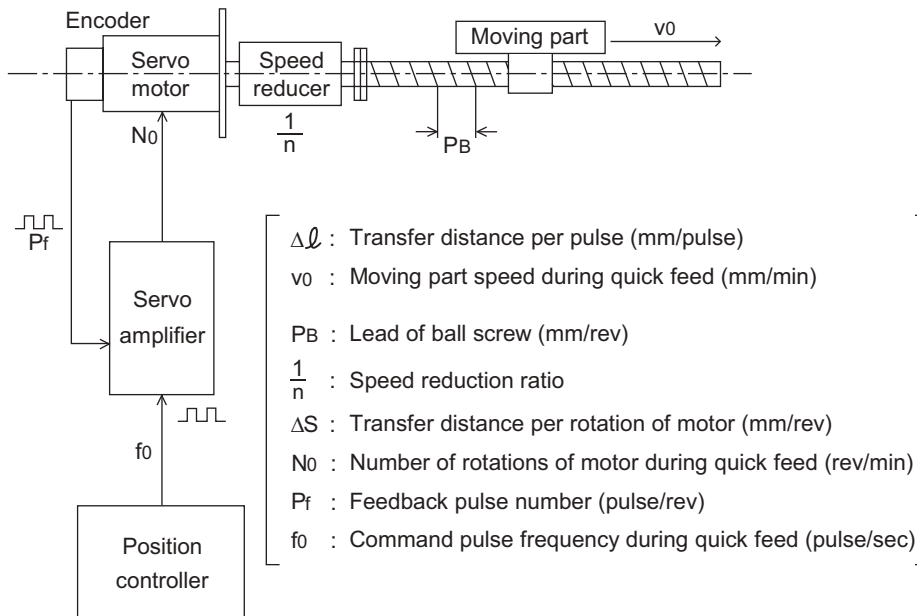 Encoder
Servo
motor
Speed
reducer
1/n
Moving part
v0
PB
N0
Pf
Servo
amplifier
f0
Position
controller
Δℓ : Transfer distance per pulse (mm/pulse)
v0 : Moving part speed during quick feed (mm/min)
PB : Lead of ball screw (mm/rev)
1/n : Speed reduction ratio
ΔS : Transfer distance per rotation of motor (mm/rev)
N0 : Number of rotations of motor during quick feed (rev/min)
Pf : Feedback pulse number (pulse/rev)
f0 : Command pulse frequency during quick feed (pulse/sec)